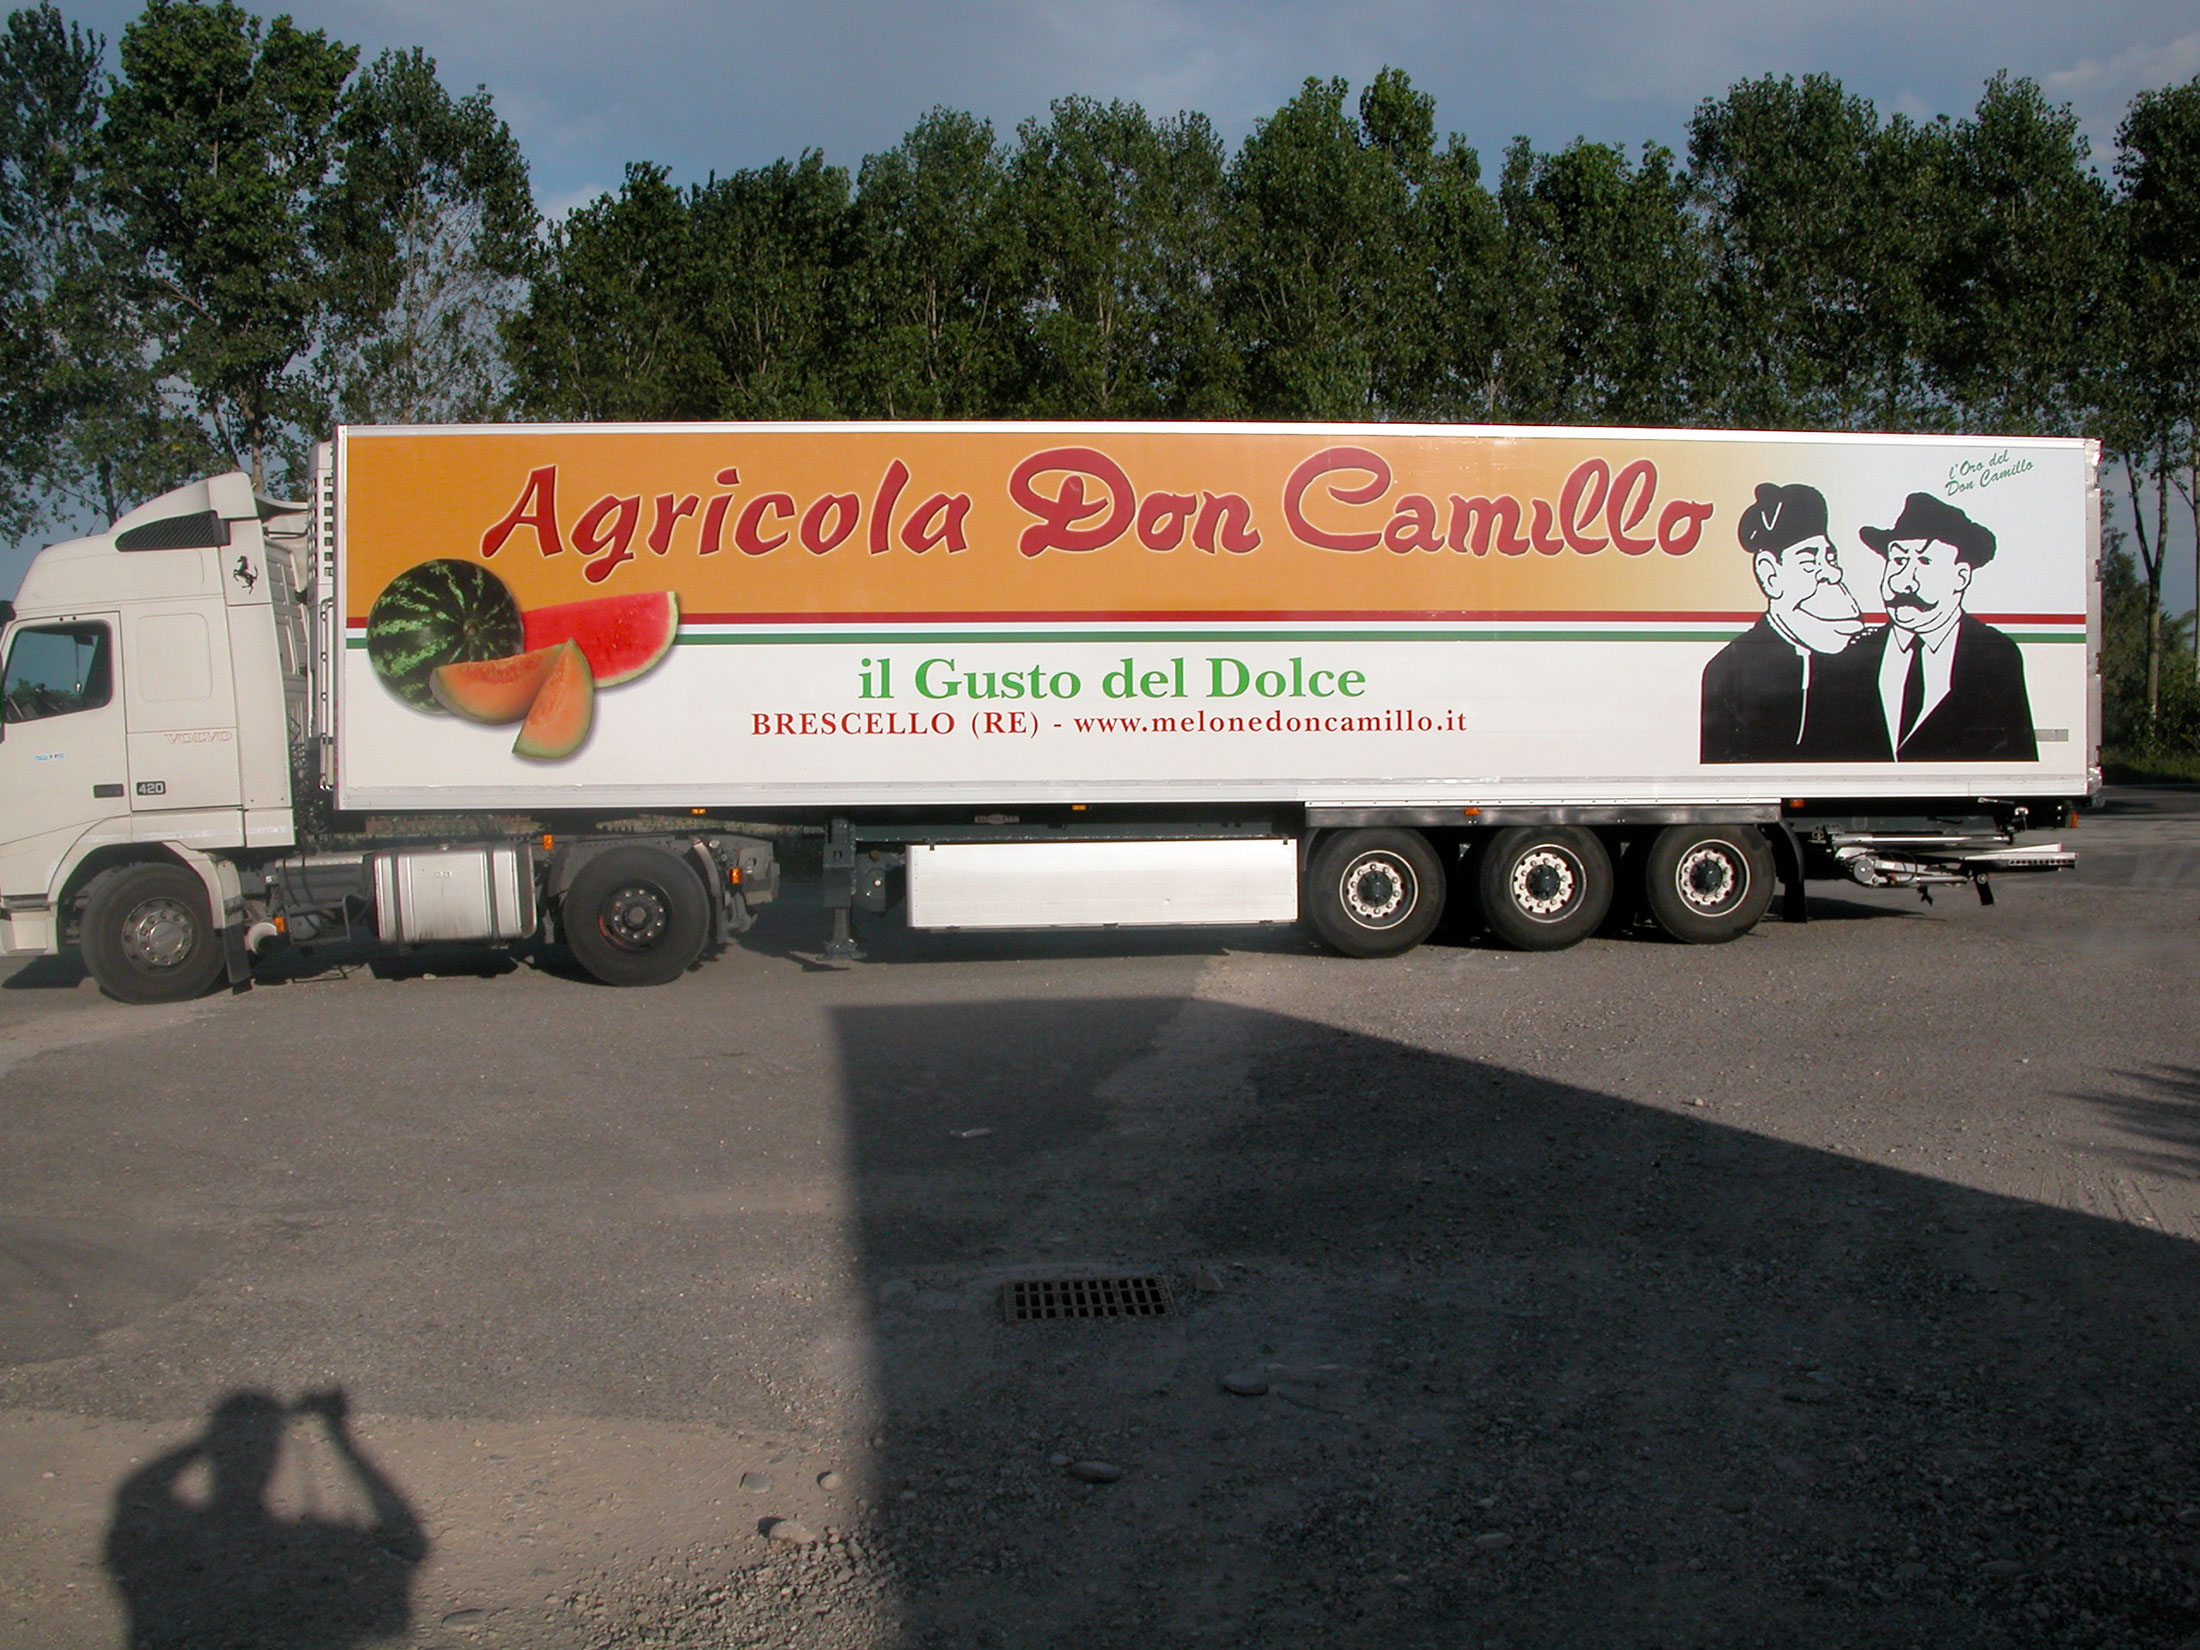 Agricola Don Camillo
l'Oro del
Don Camillo
il Gusto del Dolce
BRESCELLO (RE) - www.melonedoncamillo.it
VOLVO
420